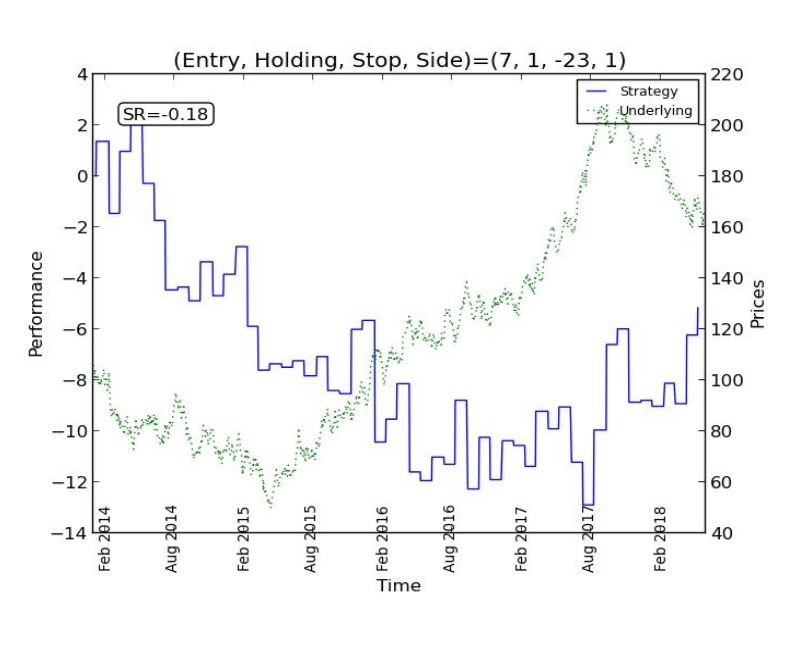 (Entry, Holding, Stop, Side)=(7, 1, -23, 1)
SR=-0.18
Strategy
Underlying
4
2
0
−2
−4
−6
−8
−10
−12
−14
Performance
220
200
180
160
140
120
100
80
60
40
Prices
Feb 2014
Aug 2014
Feb 2015
Aug 2015
Feb 2016
Aug 2016
Feb 2017
Aug 2017
Feb 2018
Time